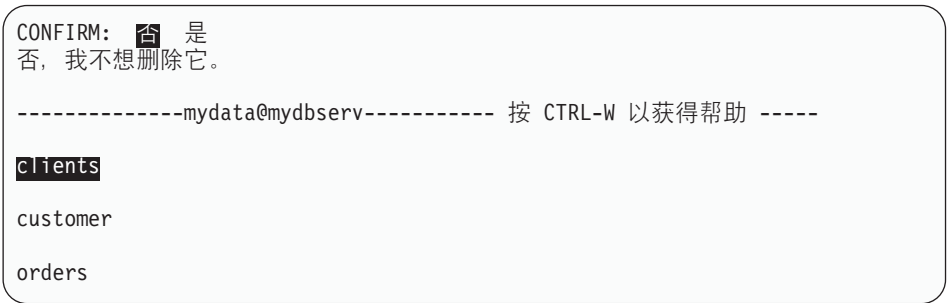 CONFIRM: 否 是
否，我不想删除它。
--------------mydata@mydbserv----------- 按 CTRL-W 以获得帮助 -----
clients
customer
orders